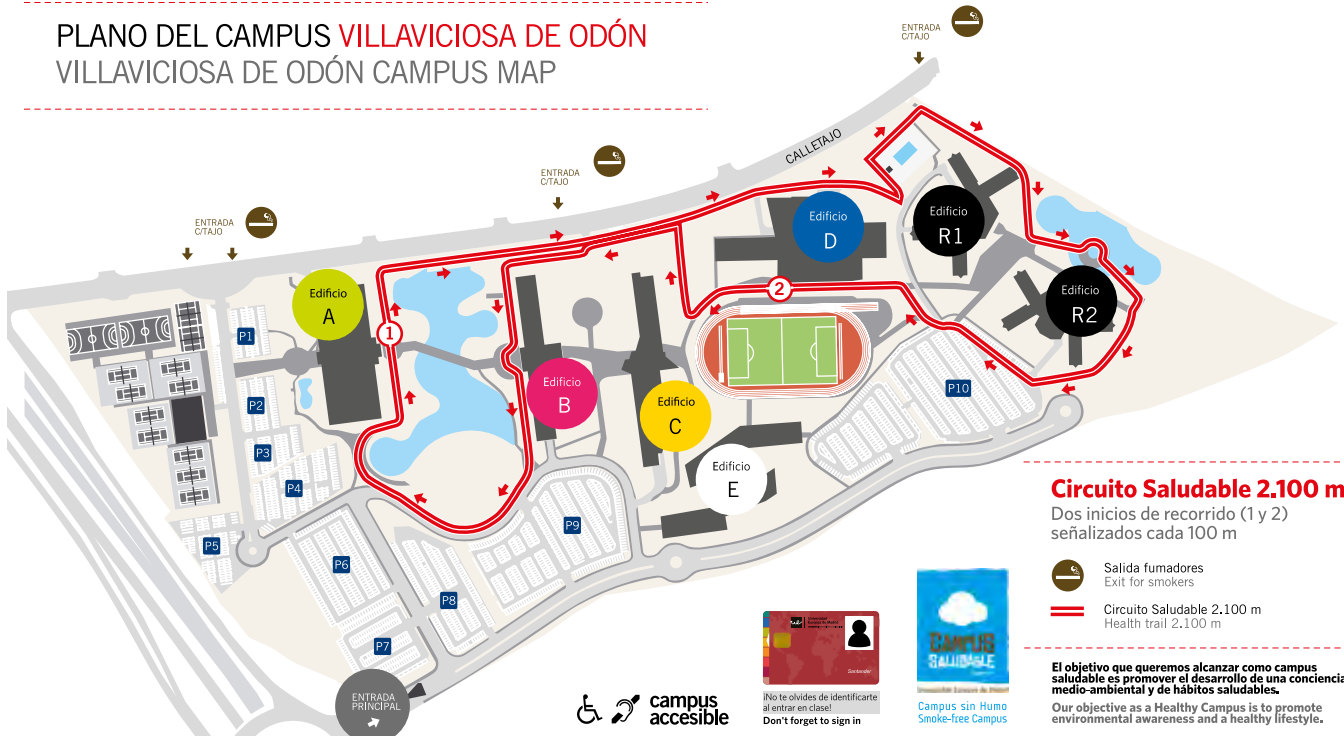 PLANO DEL CAMPUS VILLAVICIOSA DE ODÓN
VILLAVICIOSA DE ODÓN CAMPUS MAP
ENTRADA
C/TAJO
ENTRADA
C/TAJO
ENTRADA
C/TAJO
CALLETAJO
Edificio
A
Edificio
B
Edificio
C
Edificio
D
Edificio
E
Edificio
R1
Edificio
R2
1
2
P1
P2
P3
P4
P5
P6
P7
P8
P9
P10
ENTRADA
PRINCIPAL
campus
accesible
Santander
¡No te olvides de identificarte
al entrar en clase!
Don't forget to sign in
CAMPUS
SALUDABLE
Campus sin Humo
Smoke-free Campus
Circuito Saludable 2.100 m
Dos inicios de recorrido (1 y 2)
señalizados cada 100 m
Salida fumadores
Exit for smokers
Circuito Saludable 2.100 m
Health trail 2.100 m
El objetivo que queremos alcanzar como campus
saludable es promover el desarrollo de una conciencia
medio-ambiental y de hábitos saludables.
Our objective as a Healthy Campus is to promote
environmental awareness and a healthy lifestyle.